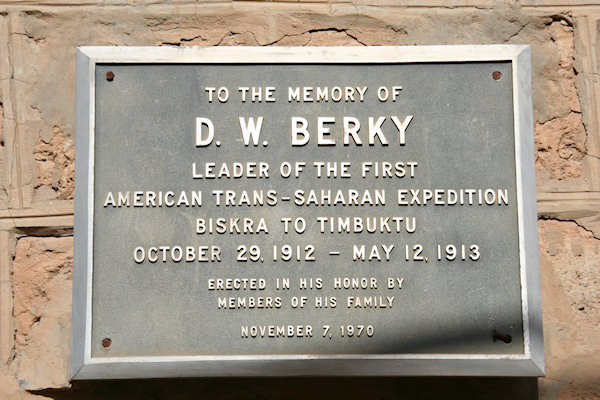 TO THE MEMORY OF
D. W. BERKY
LEADER OF THE FIRST
AMERICAN TRANS-SAHARAN EXPEDITION
BISKRA TO TIMBUKTU
OCTOBER 29, 1912 – MAY 12, 1913
ERECTED IN HIS HONOR BY
MEMBERS OF HIS FAMILY
NOVEMBER 7, 1970